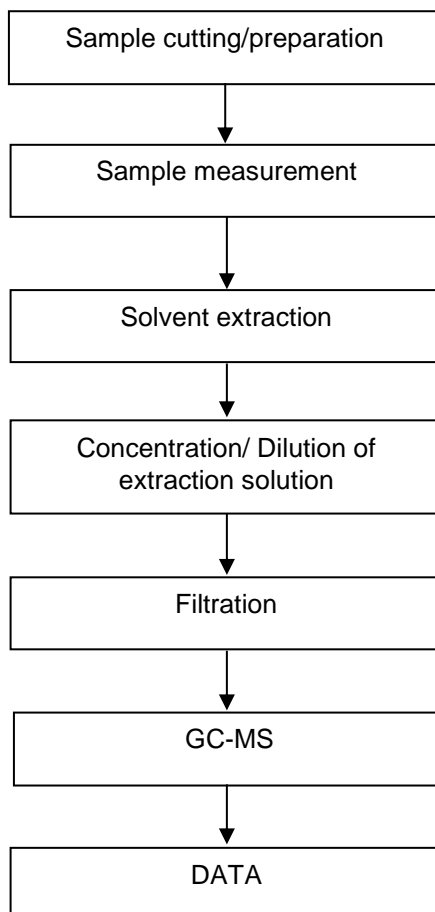 Sample cutting/preparation
Sample measurement
Solvent extraction
Concentration/ Dilution of
extraction solution
Filtration
GC-MS
DATA